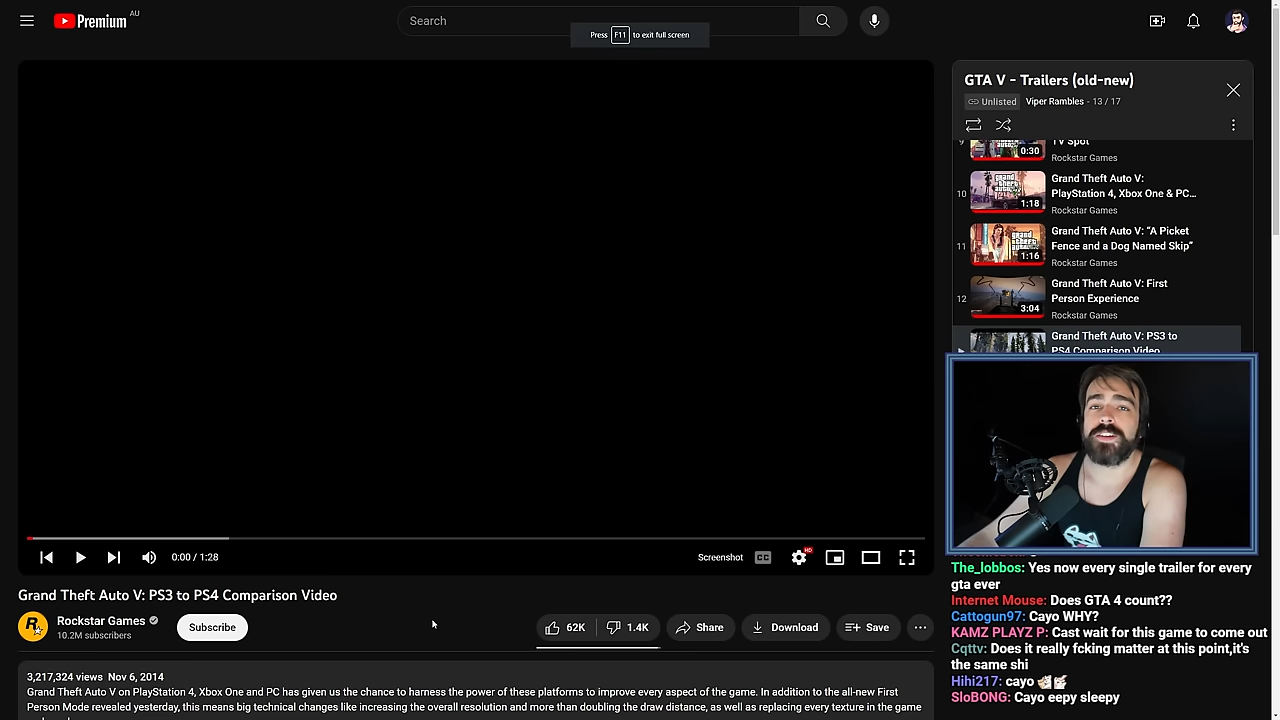 Premium AU
Search
Press F11 to exit full screen
GTA V - Trailers (old-new)
Unlisted Viper Rambles - 13 / 17
9 TV Spot
0:30
Rockstar Games
10 Grand Theft Auto V:
PlayStation 4, Xbox One & PC...
1:18
Rockstar Games
11 Grand Theft Auto V: “A Picket
Fence and a Dog Named Skip”
1:16
Rockstar Games
12 Grand Theft Auto V: First
Person Experience
3:04
Rockstar Games
Grand Theft Auto V: PS3 to
PS4 Comparison Video
0:00 / 1:28
Screenshot CC HD
Grand Theft Auto V: PS3 to PS4 Comparison Video
Rockstar Games
10.2M subscribers
Subscribe
62K 1.4K Share Download Save
3,217,324 views Nov 6, 2014
Grand Theft Auto V on PlayStation 4, Xbox One and PC has given us the chance to harness the power of these platforms to improve every aspect of the game. In addition to the all-new First
Person Mode revealed yesterday, this means big technical changes like increasing the overall resolution and more than doubling the draw distance, as well as replacing every texture in the game
The_lobbos: Yes now every single trailer for every
gta ever
Internet Mouse: Does GTA 4 count??
Cattogun97: Cayo WHY?
KAMZ PLAYZ P: Cast wait for this game to come out
Cqttv: Does it really fcking matter at this point,it's
the same shi
Hihi217: cayo
SloBONG: Cayo eepy sleepy